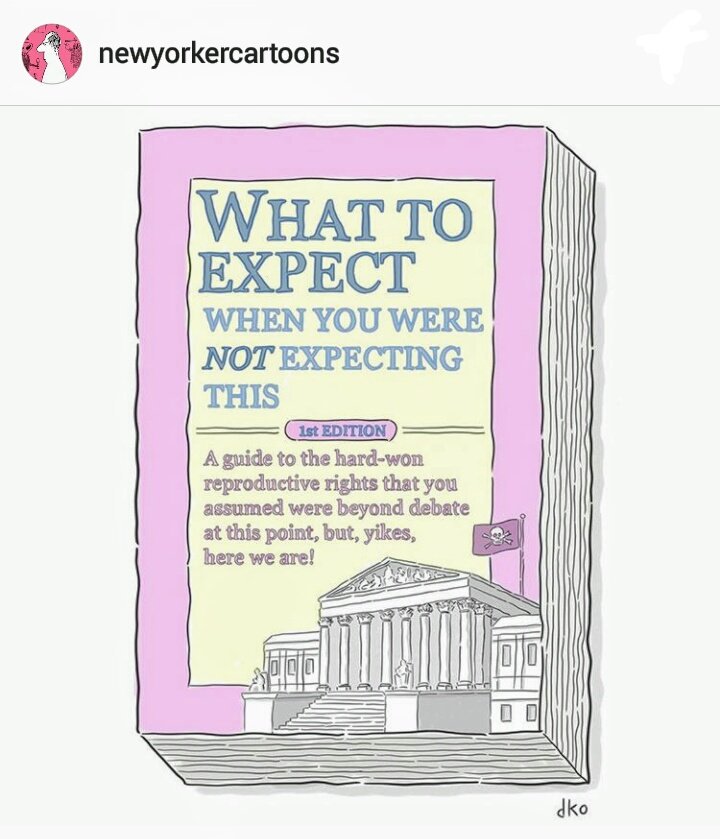 newyorkercartoons
WHAT TO
EXPECT
WHEN YOU WERE
NOT EXPECTING
THIS
1st EDITION
A guide to the hard-won
reproductive rights that you
assumed were beyond debate
at this point, but, yikes,
here we are!
dko